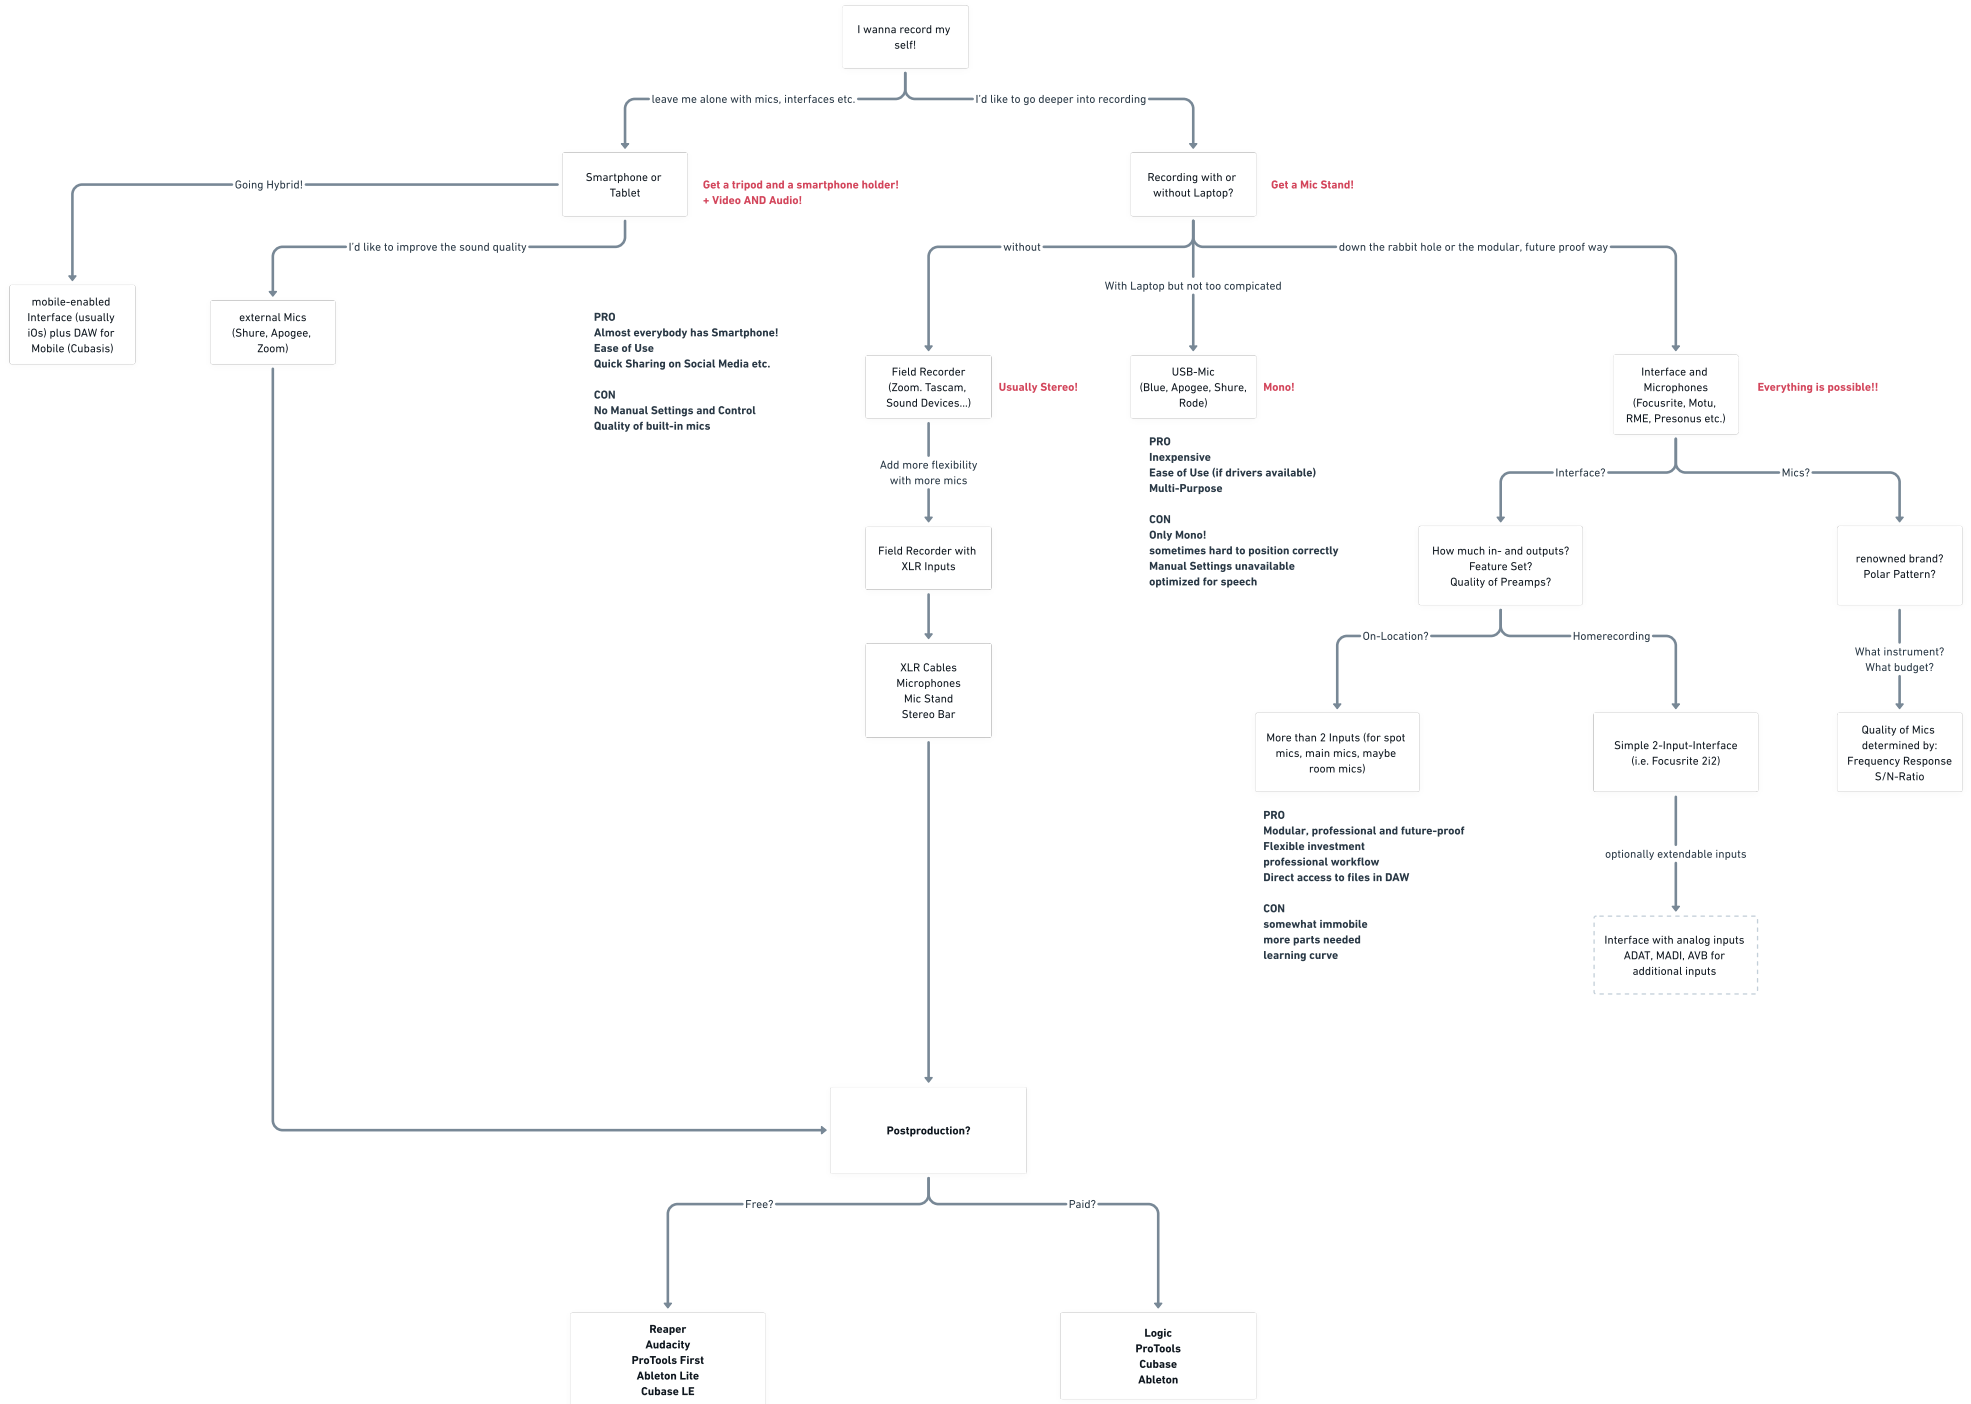 I wanna record my
self!
leave me alone with mics, interfaces etc.
I'd like to go deeper into recording
Going Hybrid!
Smartphone or
Tablet
Get a tripod and a smartphone holder!
+ Video AND Audio!
Recording with or
without Laptop?
Get a Mic Stand!
I'd like to improve the sound quality
without
down the rabbit hole or the modular, future proof way
With Laptop but not too compicated
mobile-enabled
Interface (usually
iOs) plus DAW for
Mobile (Cubasis)
external Mics
(Shure, Apogee,
Zoom)
PRO
Almost everybody has Smartphone!
Ease of Use
Quick Sharing on Social Media etc.
CON
No Manual Settings and Control
Quality of built-in mics
Field Recorder
(Zoom. Tascam,
Sound Devices...)
Usually Stereo!
USB-Mic
(Blue, Apogee, Shure,
Rode)
Mono!
Interface and
Microphones
(Focusrite, Motu,
RME, Presonus etc.)
Everything is possible!!
PRO
Inexpensive
Ease of Use (if drivers available)
Multi-Purpose
CON
Only Mono!
sometimes hard to position correctly
Manual Settings unavailable
optimized for speech
Add more flexibility
with more mics
Interface?
Mics?
Field Recorder with
XLR Inputs
How much in- and outputs?
Feature Set?
Quality of Preamps?
renowned brand?
Polar Pattern?
On-Location?
Homerecording
What instrument?
What budget?
XLR Cables
Microphones
Mic Stand
Stereo Bar
More than 2 Inputs (for spot
mics, main mics, maybe
room mics)
Simple 2-Input-Interface
(i.e. Focusrite 2i2)
Quality of Mics
determined by:
Frequency Response
S/N-Ratio
PRO
Modular, professional and future-proof
Flexible investment
professional workflow
Direct access to files in DAW
CON
somewhat immobile
more parts needed
learning curve
optionally extendable inputs
Interface with analog inputs
ADAT, MADI, AVB for
additional inputs
Postproduction?
Free?
Paid?
Reaper
Audacity
ProTools First
Ableton Lite
Cubase LE
Logic
ProTools
Cubase
Ableton